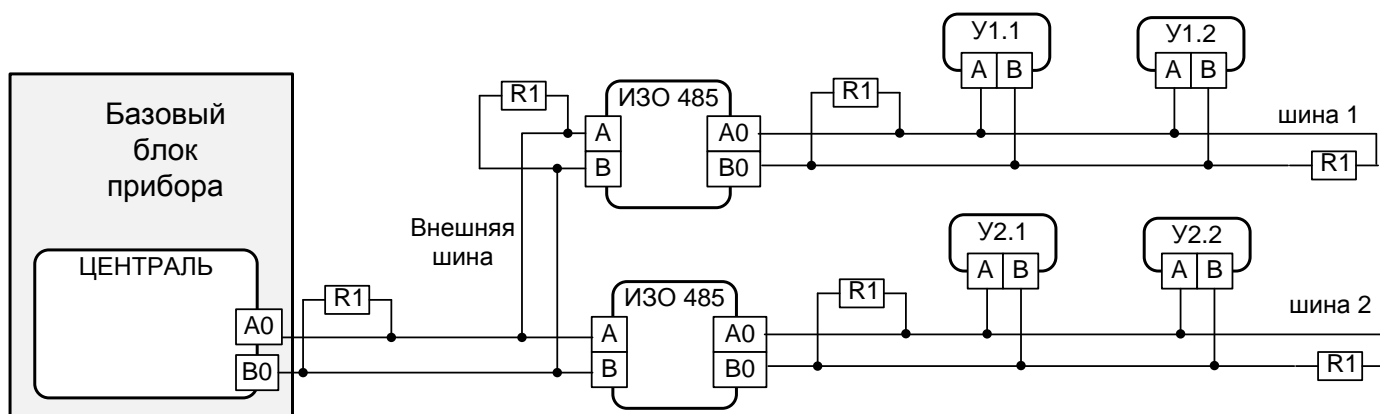 У1.1
У1.2
A B
A B
R1
ИЗО 485
R1
A
B
A0
B0
шина 1
R1
Базовый
блок
прибора
Внешняя
шина
У2.1
У2.2
A B
A B
ЦЕНТРАЛЬ
R1
ИЗО 485
R1
шина 2
A0
B0
A
B
A0
B0
R1